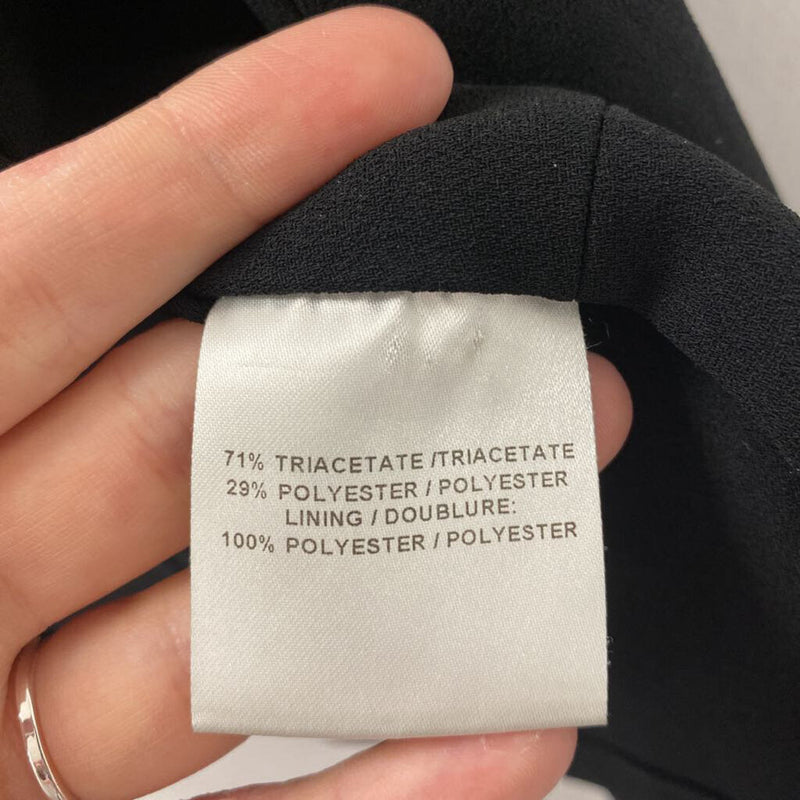 71% TRIACETATE /TRIACETATE
29% POLYESTER / POLYESTER
LINING / DOUBLURE:
100% POLYESTER / POLYESTER